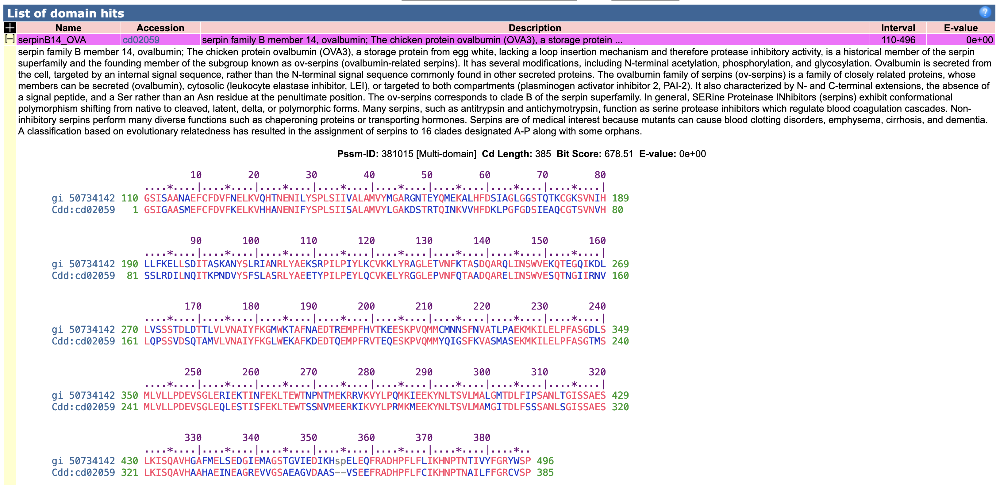 List of domain hits
Name Accession Description Interval E-value
[−] serpinB14_OVA cd02059 serpin family B member 14, ovalbumin; The chicken protein ovalbumin (OVA3), a storage protein ... 110-496 0e+00
serpin family B member 14, ovalbumin; The chicken protein ovalbumin (OVA3), a storage protein from egg white, lacking a loop insertion mechanism and therefore protease inhibitory activity, is a historical member of the serpin
superfamily and the founding member of the subgroup known as ov-serpins (ovalbumin-related serpins). It has several modifications, including N-terminal acetylation, phosphorylation, and glycosylation. Ovalbumin is secreted from
the cell, targeted by an internal signal sequence, rather than the N-terminal signal sequence commonly found in other secreted proteins. The ovalbumin family of serpins (ov-serpins) is a family of closely related proteins, whose
members can be secreted (ovalbumin), cytosolic (leukocyte elastase inhibitor, LEI), or targeted to both compartments (plasminogen activator inhibitor 2, PAI-2). It also characterized by N- and C-terminal extensions, the absence of
a signal peptide, and a Ser rather than an Asn residue at the penultimate position. The ov-serpins corresponds to clade B of the serpin superfamily. In general, SERine Proteinase INhibitors (serpins) exhibit conformational
polymorphism shifting from native to cleaved, latent, delta, or polymorphic forms. Many serpins, such as antitrypsin and antichymotrypsin, function as serine protease inhibitors which regulate blood coagulation cascades. Non-
inhibitory serpins perform many diverse functions such as chaperoning proteins or transporting hormones. Serpins are of medical interest because mutants can cause blood clotting disorders, emphysema, cirrhosis, and dementia.
A classification based on evolutionary relatedness has resulted in the assignment of serpins to 16 clades designated A-P along with some orphans.
Pssm-ID: 381015 [Multi-domain] Cd Length: 385 Bit Score: 678.51 E-value: 0e+00
10 20 30 40 50 60 70 80
....*....|....*....|....*....|....*....|....*....|....*....|....*....|....*....|
gi 50734142 110 GSISAANAEFCFDVFNELKVQHTNENILYSPLSIIVALAMVYMGARGNTEYQMEKALHFDSIAGLGGSTQTKCGKSVNIH 189
Cdd:cd02059 1 GSIGAASMEFCFDVFKELKVHHANENIFYSPLSIISALAMVYLGAKDSTRTQINKVVHFDKLPGFGDSIEAQCGTSVNVH 80
90 100 110 120 130 140 150 160
....*....|....*....|....*....|....*....|....*....|....*....|....*....|....*....|
gi 50734142 190 LLFKELLSDITASKANYSLRIANRLYAEKSRPILPIYLKCVKKLYRAGLETVNFKTASDQARQLINSWVEKQTEGQIKDL 269
Cdd:cd02059 81 SSLRDILNQITKPNDVYSFSLASRLYAEETYPILPEYLQCVKELYRGGLEPVNFQTAADQARELINSWVESQTNGIIRNV 160
170 180 190 200 210 220 230 240
....*....|....*....|....*....|....*....|....*....|....*....|....*....|....*....|
gi 50734142 270 LVSSSTDLDTTLVLVNAIYFKGMWKTAFNAEDTREMPFHVTKEESKPVQMMCMNNSFNVATLPAEKMKILELPFASGDLS 349
Cdd:cd02059 161 LQPSSVDSQTAMVLVNAIYFKGLWEKAFKDEDTQEMPFRVTEQESKPVQMMYQIGSFKVASMASEKMKILELPFASGTMS 240
250 260 270 280 290 300 310 320
....*....|....*....|....*....|....*....|....*....|....*....|....*....|....*....|
gi 50734142 350 MLVLLPDEVSGLERIEKTINFEKLTEWTNPNTMEKRRVKVYLPQMKIEEKYNLTSVLMALGMTDLFIPSANLTGISSAES 429
Cdd:cd02059 241 MLVLLPDEVSGLEQLESTISFEKLTEWTSSNVMEERKIKVYLPRMKMEEKYNLTSVLMAMGITDLFSSSANLSGISSAES 320
330 340 350 360 370 380
....*....|....*....|....*....|....*....|....*....|....*....|....*..
gi 50734142 430 LKISQAVHGAFMELSEDGIEMAGSTGVIEDIKHspELEQFRADHPFLFLIKHNPTNTIVYFGRYWSP 496
Cdd:cd02059 321 LKISQAVHAAHAEINEAGREVVGSAEAGVDAAS--VSEEFRADHPFLFCIKHNPTNAILFFGRCVSP 385